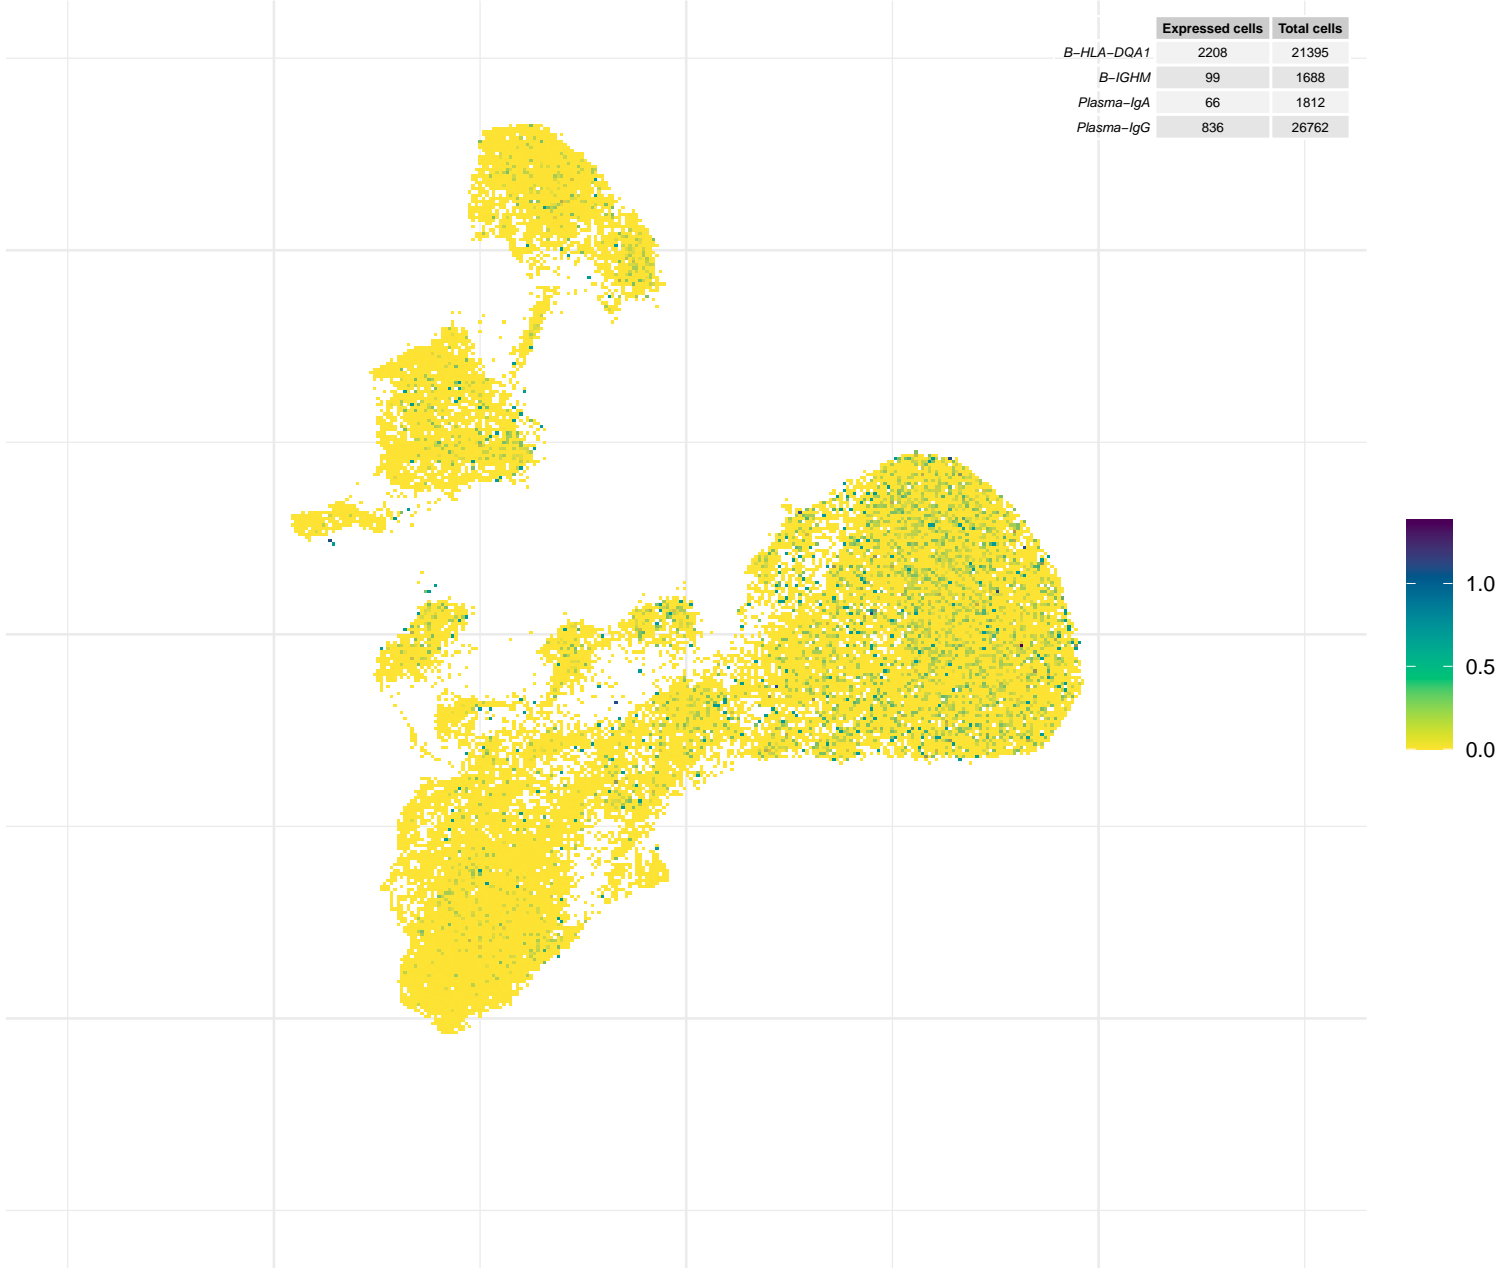 Expressed cells Total cells
B−HLA−DQA1 2208 21395
B−IGHM 99 1688
Plasma−IgA 66 1812
Plasma−IgG 836 26762
1.0
0.5
0.0